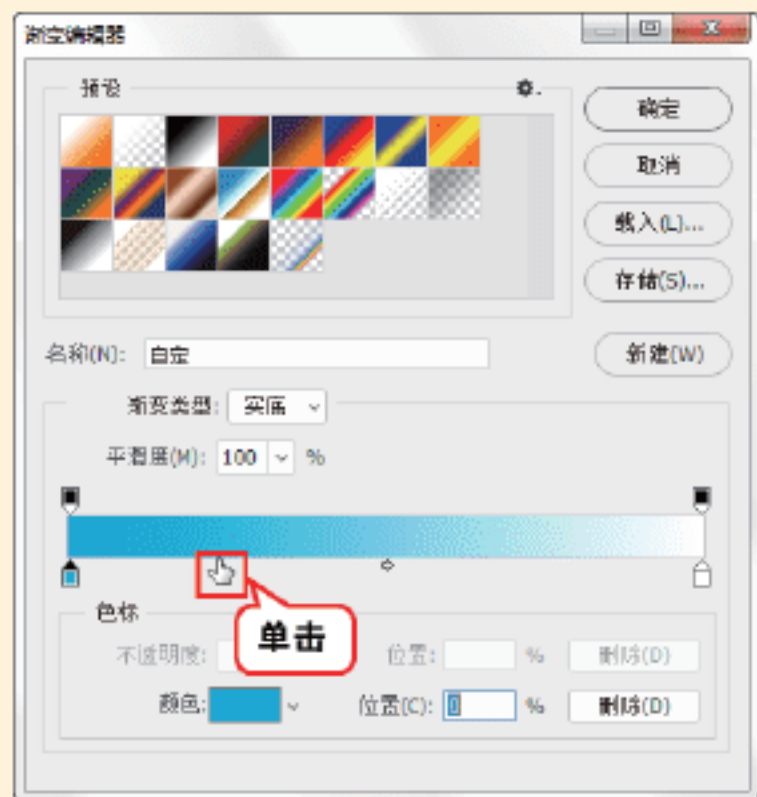 渐变编辑器
预设
确定
取消
载入(L)...
存储(S)...
名称(N): 自定
新建(W)
渐变类型: 实底
平滑度(M): 100 %
色标
单击
不透明度: 位置: % 删除(D)
颜色: 位置(C): 0 % 删除(D)